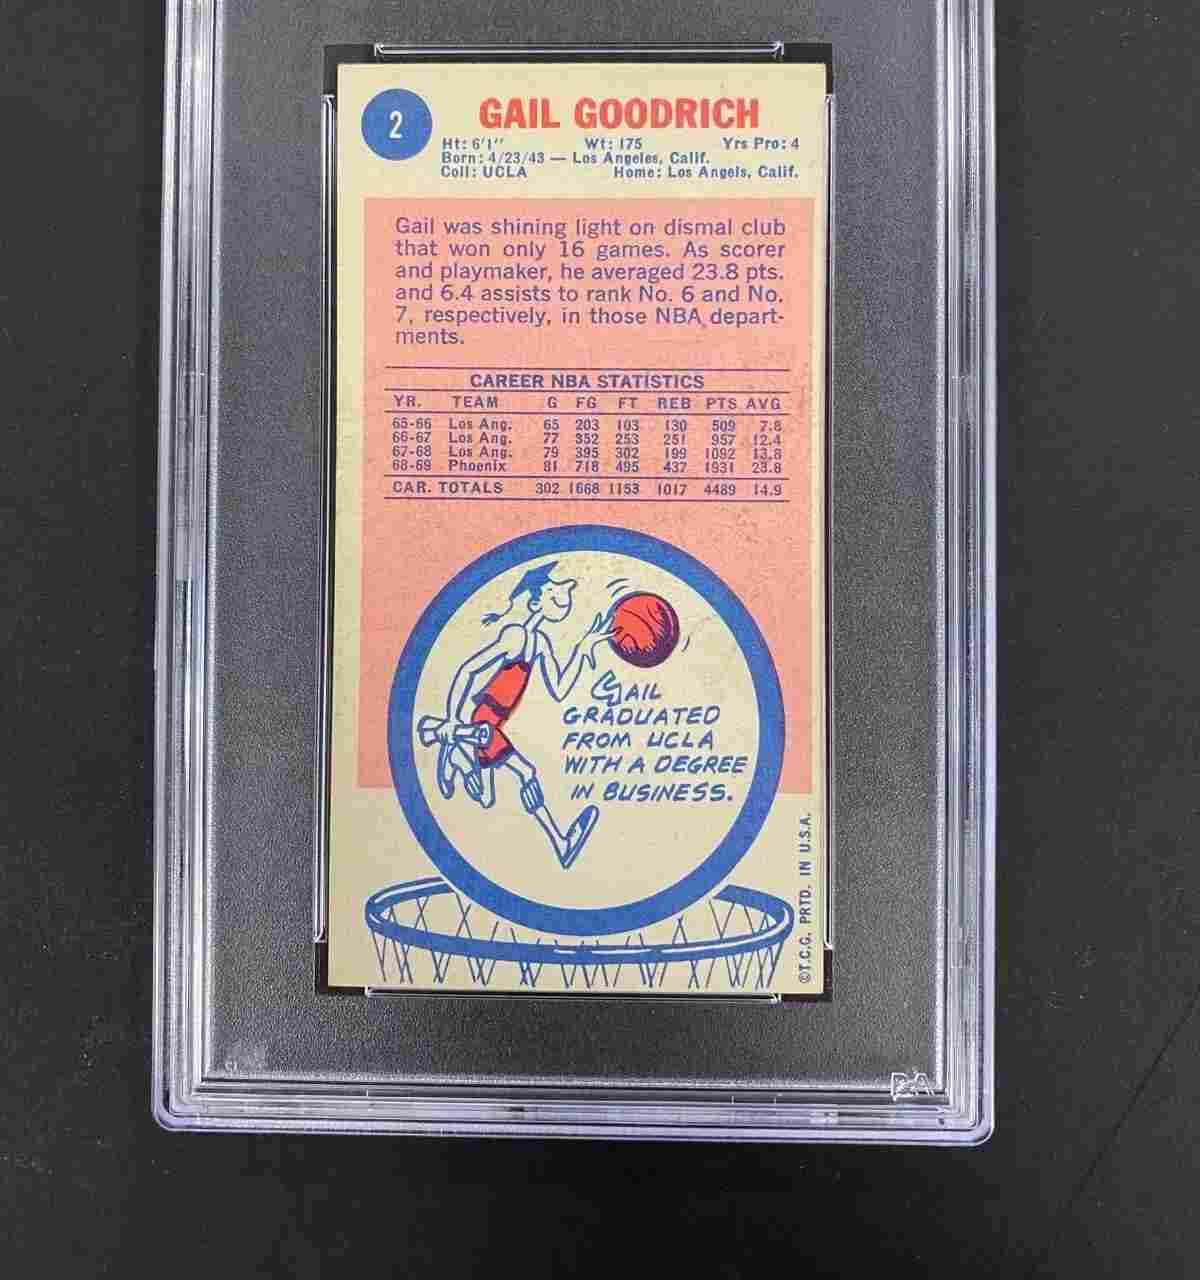 2
GAIL GOODRICH
Ht: 6'1" Wt: 175 Yrs Pro: 4
Born: 4/23/43 — Los Angeles, Calif.
Coll: UCLA Home: Los Angels, Calif.
Gail was shining light on dismal club
that won only 16 games. As scorer
and playmaker, he averaged 23.8 pts.
and 6.4 assists to rank No. 6 and No.
7, respectively, in those NBA depart-
ments.
CAREER NBA STATISTICS
YR. TEAM G FG FT REB PTS AVG
65-66 Los Ang. 65 203 103 130 509 7.8
66-67 Los Ang. 77 352 253 251 957 12.4
67-68 Los Ang. 79 395 302 199 1092 13.8
68-69 Phoenix 81 718 495 437 1931 23.8
CAR. TOTALS 302 1668 1153 1017 4489 14.9
GAIL
GRADUATED
FROM UCLA
WITH A DEGREE
IN BUSINESS.
©T.C.G. PRTD. IN U.S.A.